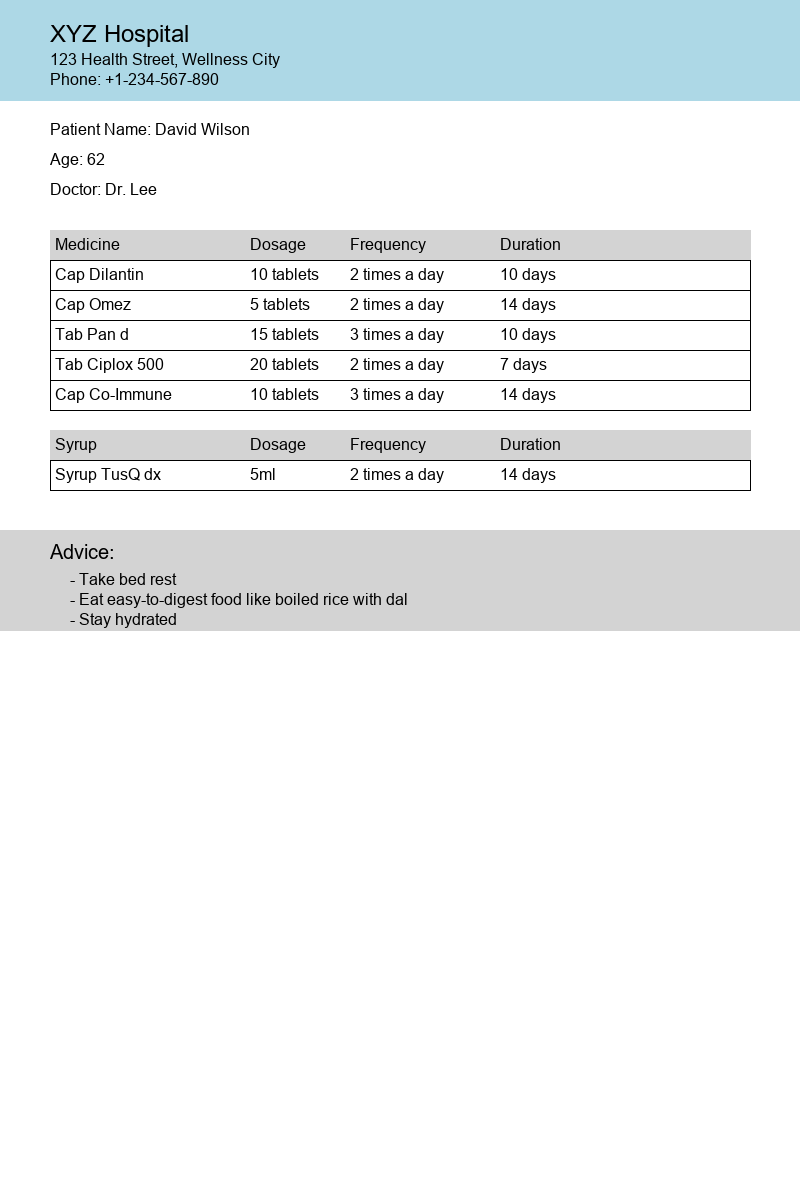 XYZ Hospital
123 Health Street, Wellness City
Phone: +1-234-567-890
Patient Name: David Wilson
Age: 62
Doctor: Dr. Lee
Medicine Dosage Frequency Duration
Cap Dilantin 10 tablets 2 times a day 10 days
Cap Omez 5 tablets 2 times a day 14 days
Tab Pan d 15 tablets 3 times a day 10 days
Tab Ciplox 500 20 tablets 2 times a day 7 days
Cap Co-Immune 10 tablets 3 times a day 14 days
Syrup Dosage Frequency Duration
Syrup TusQ dx 5ml 2 times a day 14 days
Advice:
- Take bed rest
- Eat easy-to-digest food like boiled rice with dal
- Stay hydrated